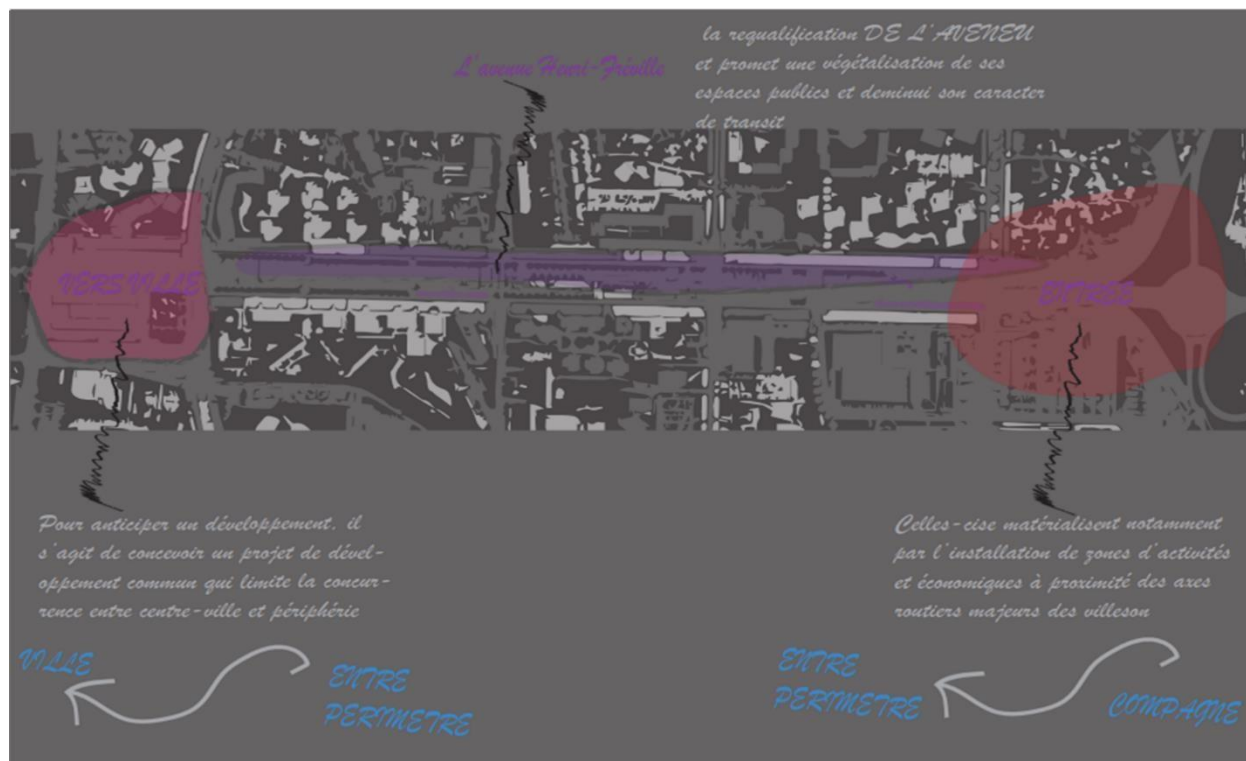 la requalification DE L'AVENEU
et promet une végétalisation de ses
espaces publics et deminui son caracter
de transit
L'avenue Henri-Fréville
VERS VILLE
ENTREE
Pour anticiper un développement, il
s'agit de concevoir un projet de dével-
oppement commun qui limite la concur-
rence entre centre-ville et périphérie
Celles-cise matérialisent notamment
par l'installation de zones d'activités
et économiques à proximité des axes
routiers majeurs des villeson
VILLE
ENTRE
PERIMETRE
ENTRE
PERIMETRE
COMPAGNE